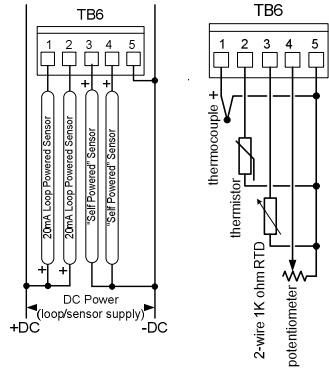 TB6
1 2 3 4 5
+ +
20mA Loop Powered Sensor
20mA Loop Powered Sensor
"Self Powered" Sensor
"Self Powered" Sensor
+ +
DC Power
(loop/sensor supply)
+DC -DC
TB6
1 2 3 4 5
thermocouple +
thermistor
2-wire 1K ohm RTD
potentiometer